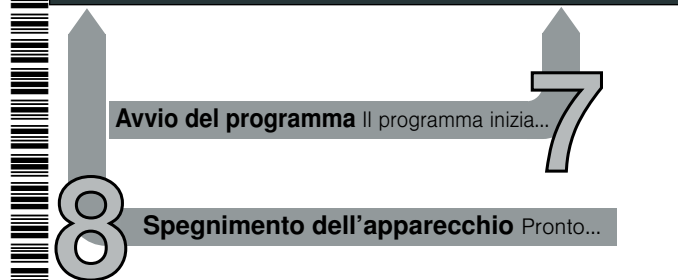 Avvio del programma Il programma inizia...
7
8
Spegnimento dell'apparecchio Pronto...